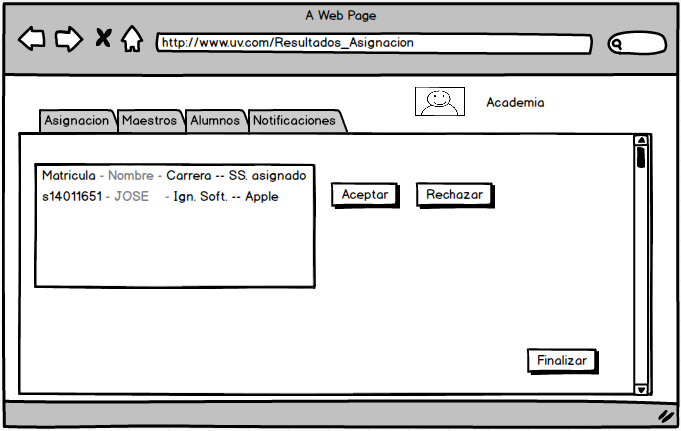 A Web Page
http://www.uv.com/Resultados_Asignacion
Academia
Asignacion Maestros Alumnos Notificaciones
Matricula - Nombre - Carrera -- SS. asignado
s14011651 - JOSE - Ign. Soft. -- Apple
Aceptar Rechazar
Finalizar